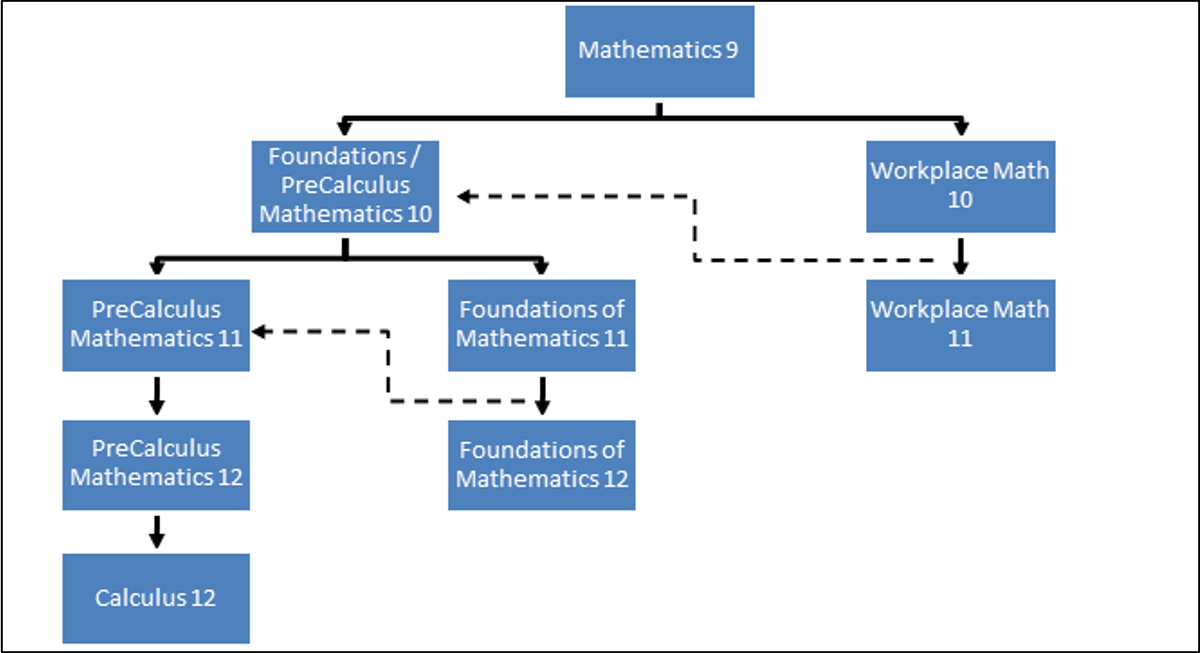 Mathematics 9
Foundations /
PreCalculus
Mathematics 10
Workplace Math
10
PreCalculus
Mathematics 11
Foundations of
Mathematics 11
Workplace Math
11
PreCalculus
Mathematics 12
Foundations of
Mathematics 12
Calculus 12